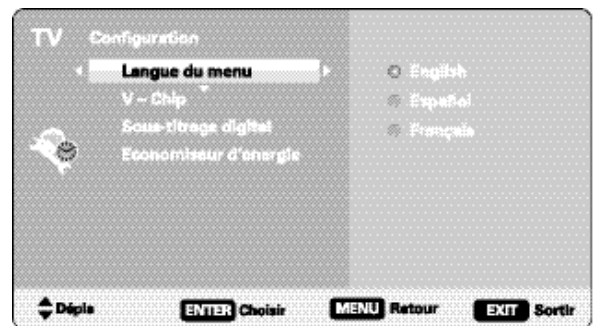 TV Configuration
Langue du menu
V – Chip
Sous-titrage digital
Economiseur d'energie
English
Español
Français
Dépla ENTER Choisir MENU Retour EXIT Sortir